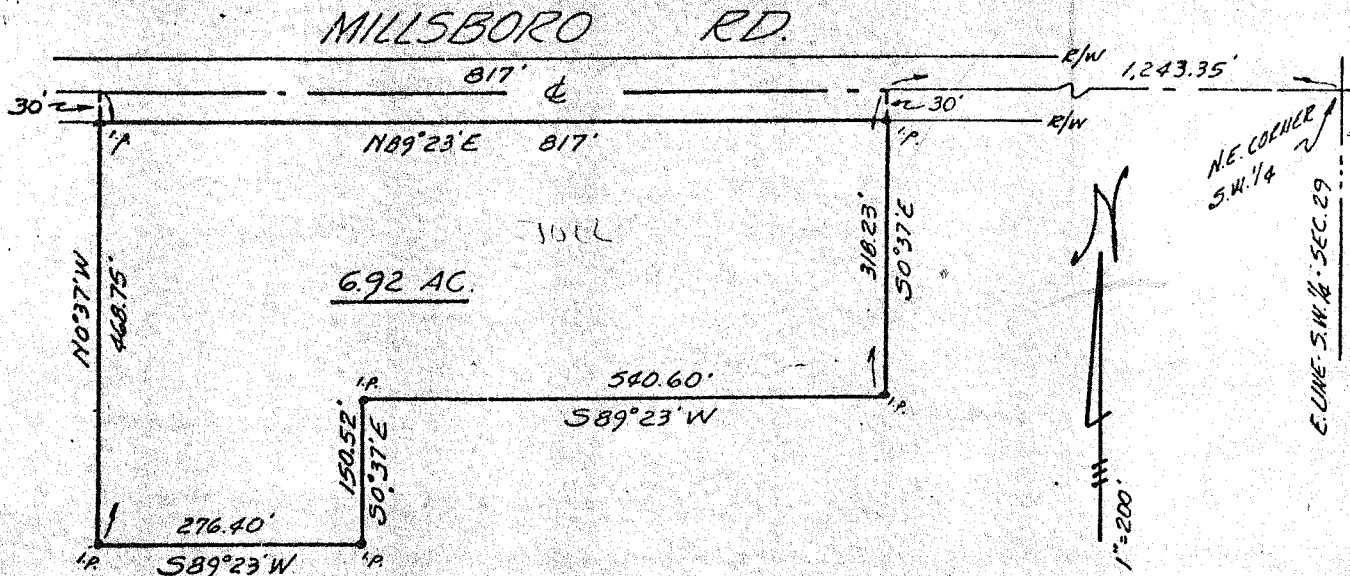 MILLSBORO RD.
R/W
817' ℄
1,243.35'
30'
30'
R/W
I.P.
N89°23'E 817'
I.P.
N.E. CORNER
S.W. 1/4
E. LINE - S.W. 1/4 - SEC. 29
6.92 AC.
N0°37'W
468.75'
318.23'
S0°37'E
I.P.
540.60'
S89°23'W
I.P.
150.52'
S0°37'E
276.40'
S89°23'W
I.P.
I.P.
N
1"=200'